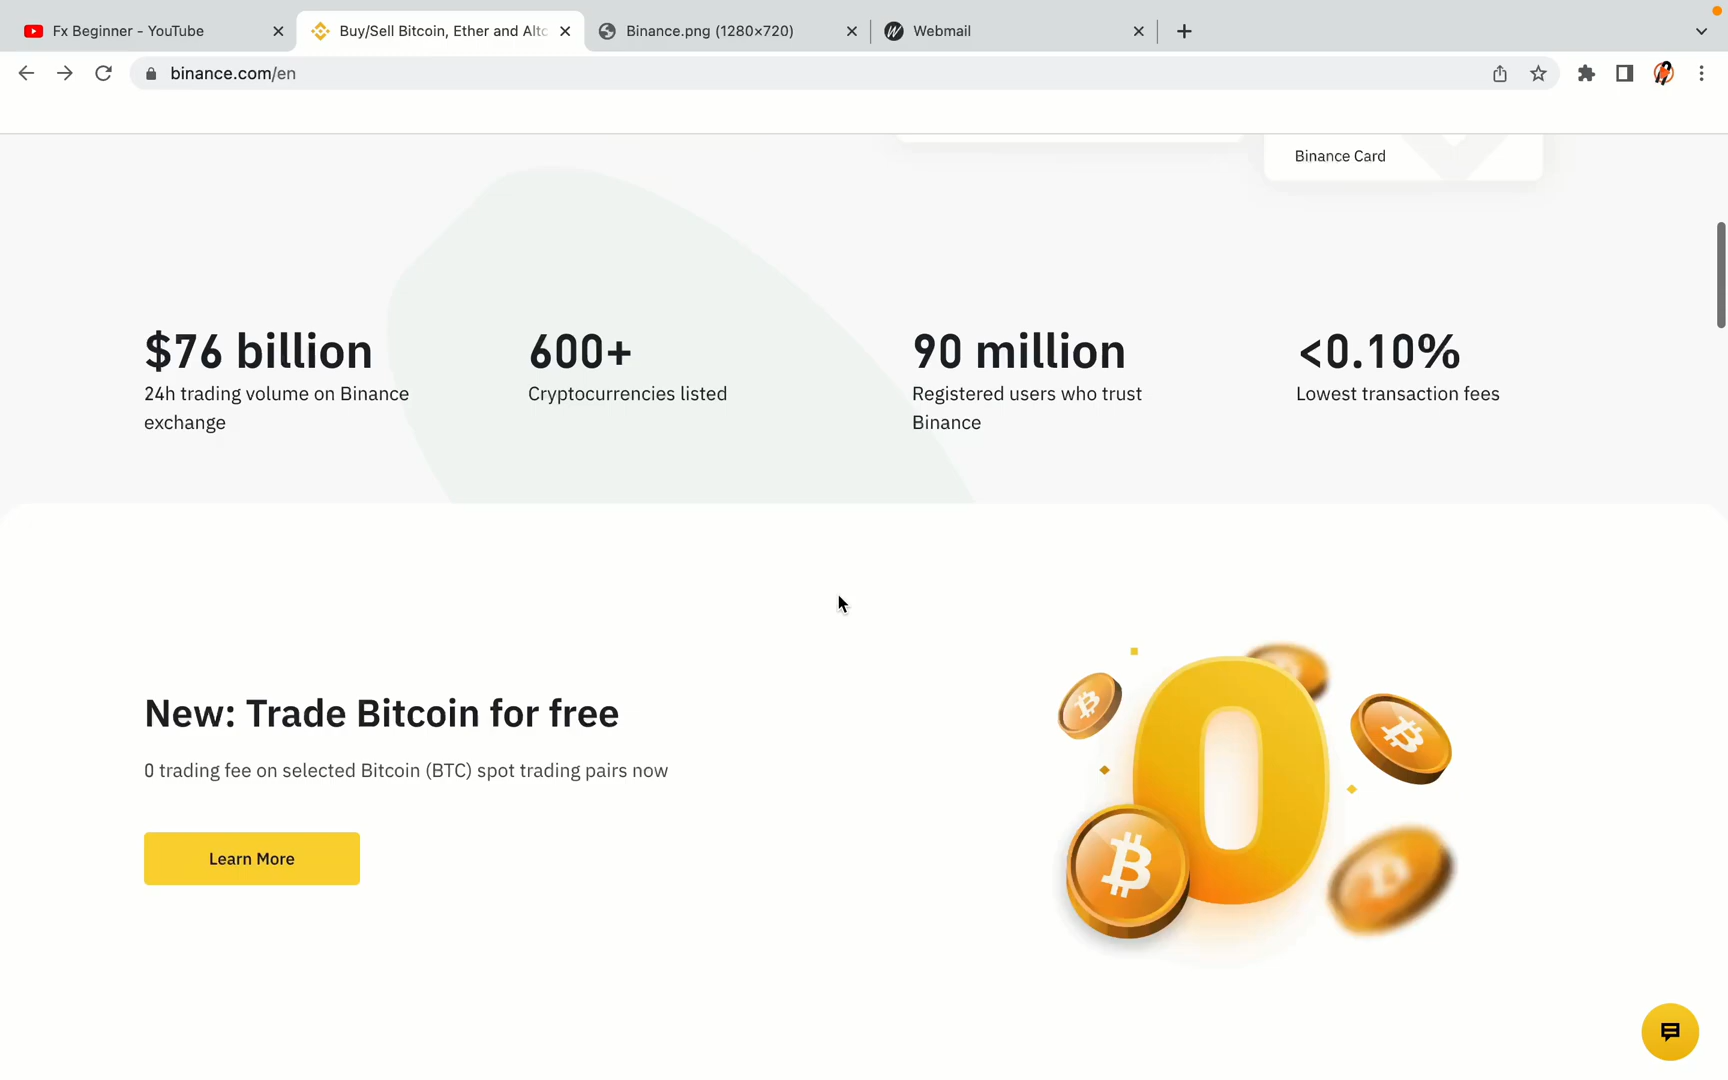 Fx Beginner - YouTube
Buy/Sell Bitcoin, Ether and Altc
Binance.png (1280×720)
Webmail
binance.com/en
Binance Card
$76 billion
600+
90 million
<0.10%
24h trading volume on Binance
exchange
Cryptocurrencies listed
Registered users who trust
Binance
Lowest transaction fees
New: Trade Bitcoin for free
0 trading fee on selected Bitcoin (BTC) spot trading pairs now
Learn More
0